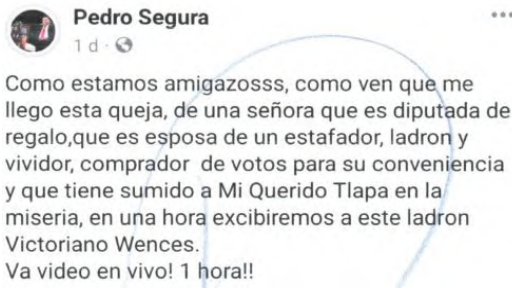 Pedro Segura
1 d ·
Como estamos amigazosss, como ven que me
llego esta queja, de una señora que es diputada de
regalo,que es esposa de un estafador, ladron y
vividor, comprador de votos para su conveniencia
y que tiene sumido a Mi Querido Tlapa en la
miseria, en una hora excibiremos a este ladron
Victoriano Wences.
Va video en vivo! 1 hora!!